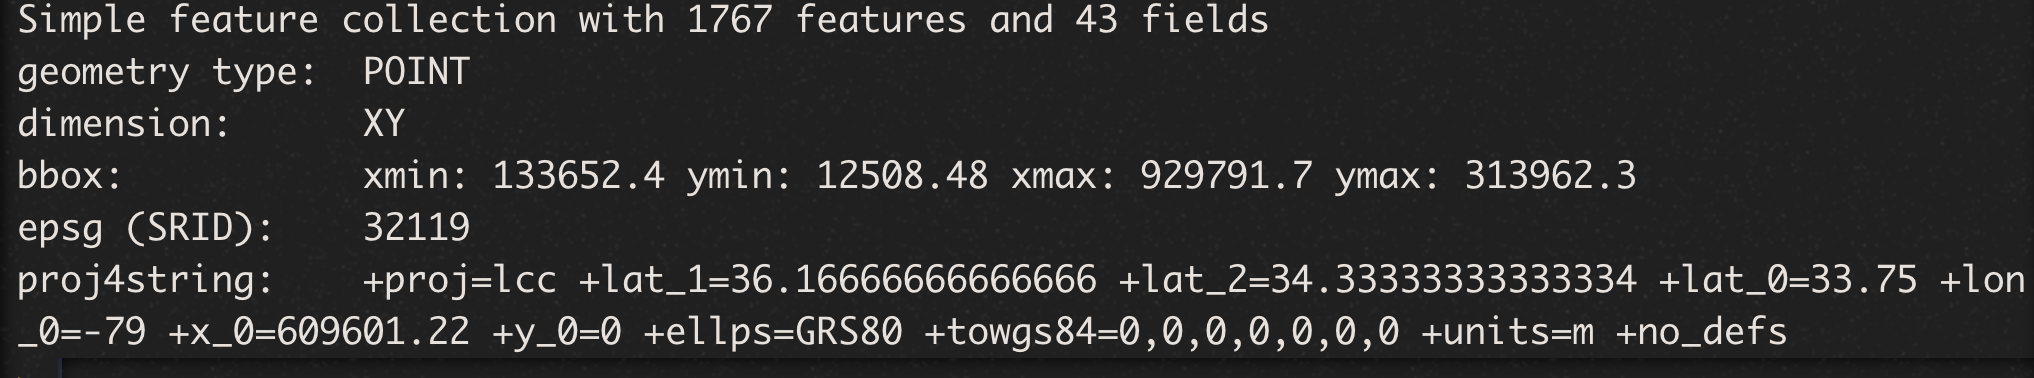 Simple feature collection with 1767 features and 43 fields
geometry type:  POINT
dimension:      XY
bbox:           xmin: 133652.4 ymin: 12508.48 xmax: 929791.7 ymax: 313962.3
epsg (SRID):    32119
proj4string:    +proj=lcc +lat_1=36.16666666666666 +lat_2=34.33333333333334 +lat_0=33.75 +lon
_0=-79 +x_0=609601.22 +y_0=0 +ellps=GRS80 +towgs84=0,0,0,0,0,0,0 +units=m +no_defs